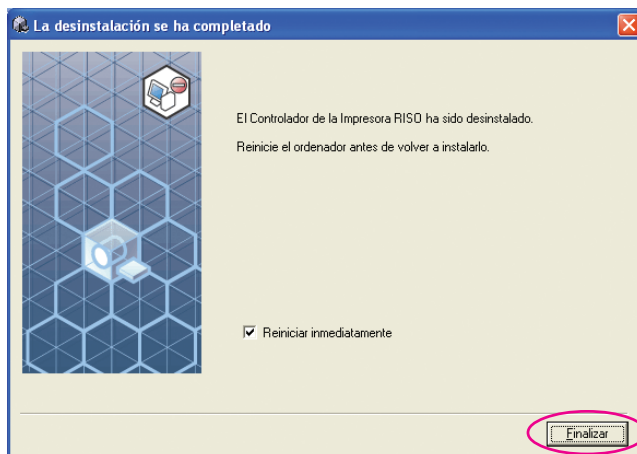 La desinstalación se ha completado
El Controlador de la Impresora RISO ha sido desinstalado.
Reinicie el ordenador antes de volver a instalarlo.
Reiniciar inmediatamente
Finalizar